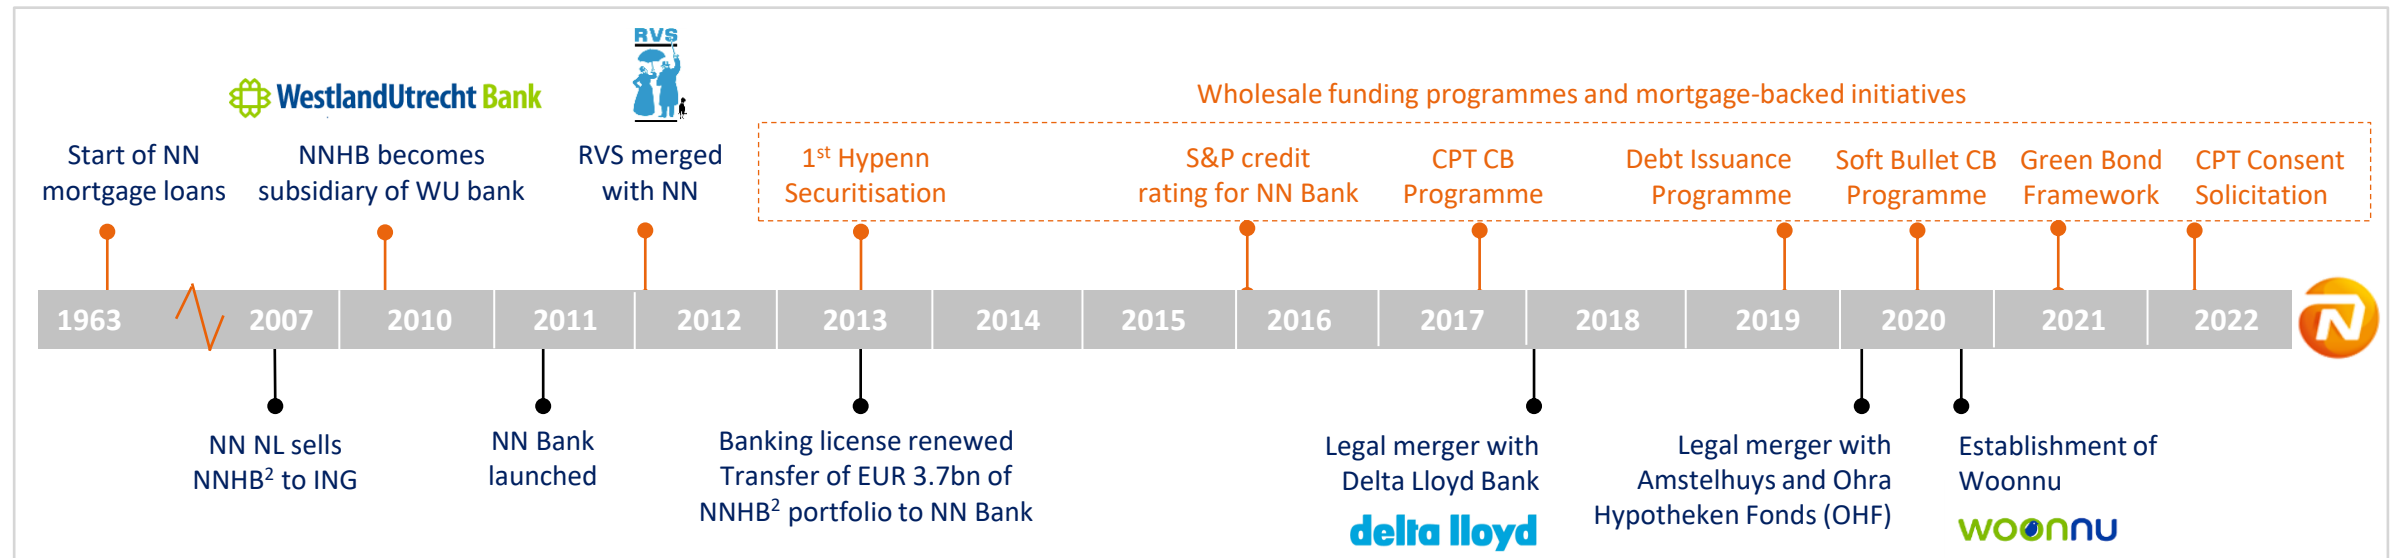 RVS
WestlandUtrecht Bank
Wholesale funding programmes and mortgage-backed initiatives
Start of NN
mortgage loans
NNHB becomes
subsidiary of WU bank
RVS merged
with NN
1st Hypenn
Securitisation
S&P credit
rating for NN Bank
CPT CB
Programme
Debt Issuance
Programme
Soft Bullet CB
Programme
Green Bond
Framework
CPT Consent
Solicitation
1963 2007 2010 2011 2012 2013 2014 2015 2016 2017 2018 2019 2020 2021 2022
N
NN NL sells
NNHB2 to ING
NN Bank
launched
Banking license renewed
Transfer of EUR 3.7bn of
NNHB2 portfolio to NN Bank
Legal merger with
Delta Lloyd Bank
delta lloyd
Legal merger with
Amstelhuys and Ohra
Hypotheken Fonds (OHF)
Establishment of
Woonnu
woonnu